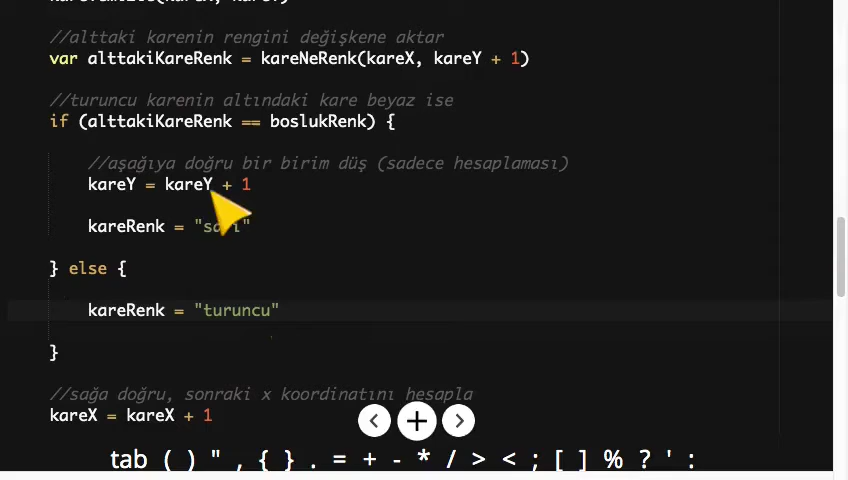 //alttaki karenin rengini değişkene aktar
var alttakiKareRenk = kareNeRenk(kareX, kareY + 1)
//turuncu karenin altındaki kare beyaz ise
if (alttakiKareRenk == boslukRenk) {
//aşağıya doğru bir birim düş (sadece hesaplaması)
kareY = kareY + 1
kareRenk =
} else {
kareRenk = "turuncu"
}
//sağa doğru, sonraki x koordinatını hesapla
kareX = kareX + 1
tab ( ) " , { } . = + - * / > < ; [ ] % ? ' :